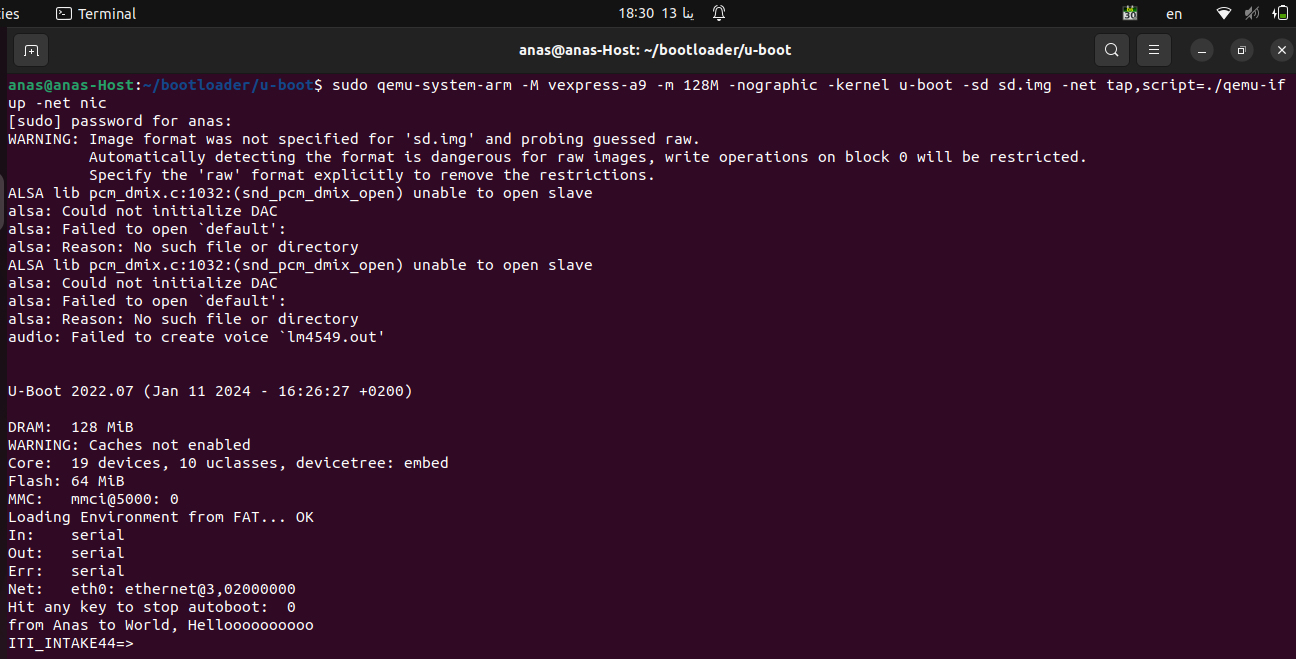 ies
Terminal
18:30 13 ينا
30
en
anas@anas-Host: ~/bootloader/u-boot
anas@anas-Host:~/bootloader/u-boot$ sudo qemu-system-arm -M vexpress-a9 -m 128M -nographic -kernel u-boot -sd sd.img -net tap,script=./qemu-if
up -net nic
[sudo] password for anas:
WARNING: Image format was not specified for 'sd.img' and probing guessed raw.
Automatically detecting the format is dangerous for raw images, write operations on block 0 will be restricted.
Specify the 'raw' format explicitly to remove the restrictions.
ALSA lib pcm_dmix.c:1032:(snd_pcm_dmix_open) unable to open slave
alsa: Could not initialize DAC
alsa: Failed to open `default':
alsa: Reason: No such file or directory
ALSA lib pcm_dmix.c:1032:(snd_pcm_dmix_open) unable to open slave
alsa: Could not initialize DAC
alsa: Failed to open `default':
alsa: Reason: No such file or directory
audio: Failed to create voice `lm4549.out'
U-Boot 2022.07 (Jan 11 2024 - 16:26:27 +0200)
DRAM:  128 MiB
WARNING: Caches not enabled
Core:  19 devices, 10 uclasses, devicetree: embed
Flash: 64 MiB
MMC:   mmci@5000: 0
Loading Environment from FAT... OK
In:    serial
Out:   serial
Err:   serial
Net:   eth0: ethernet@3,02000000
Hit any key to stop autoboot:  0
from Anas to World, Helloooooooooo
ITI_INTAKE44=>